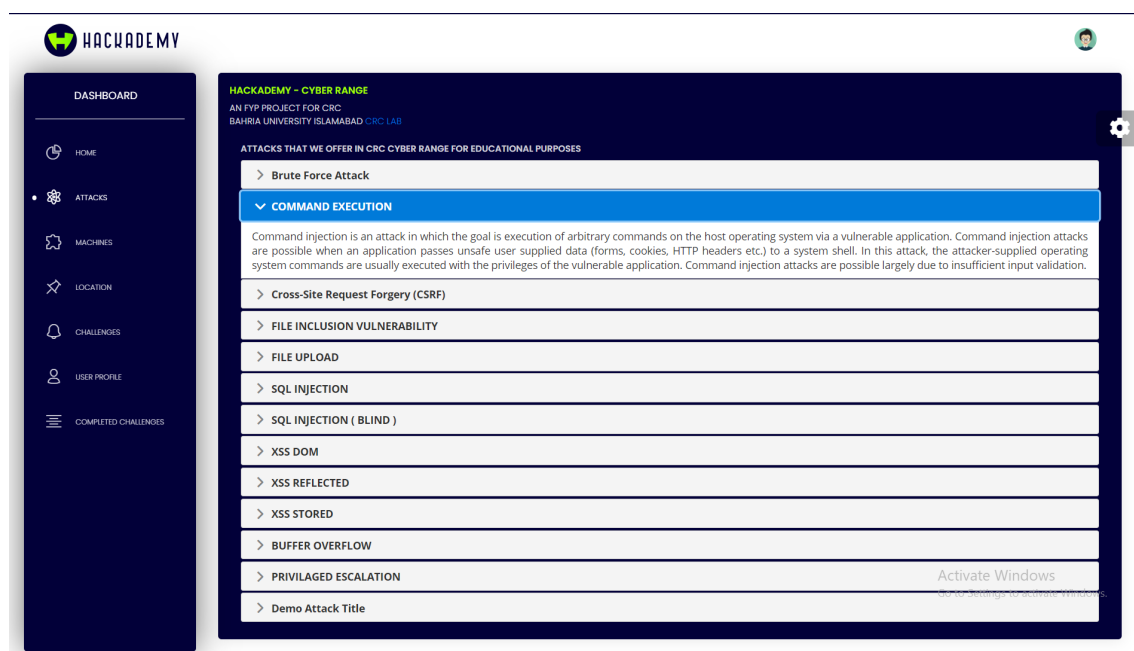 HACKADEMY
DASHBOARD
HOME
ATTACKS
MACHINES
LOCATION
CHALLENGES
USER PROFILE
COMPLETED CHALLENGES
HACKADEMY - CYBER RANGE
AN FYP PROJECT FOR CRC
BAHRIA UNIVERSITY ISLAMABAD CRC LAB
ATTACKS THAT WE OFFER IN CRC CYBER RANGE FOR EDUCATIONAL PURPOSES
Brute Force Attack
COMMAND EXECUTION
Command injection is an attack in which the goal is execution of arbitrary commands on the host operating system via a vulnerable application. Command injection attacks
are possible when an application passes unsafe user supplied data (forms, cookies, HTTP headers etc.) to a system shell. In this attack, the attacker-supplied operating
system commands are usually executed with the privileges of the vulnerable application. Command injection attacks are possible largely due to insufficient input validation.
Cross-Site Request Forgery (CSRF)
FILE INCLUSION VULNERABILITY
FILE UPLOAD
SQL INJECTION
SQL INJECTION ( BLIND )
XSS DOM
XSS REFLECTED
XSS STORED
BUFFER OVERFLOW
PRIVILAGED ESCALATION
Demo Attack Title
Activate Windows
Go to Settings to activate Windows.